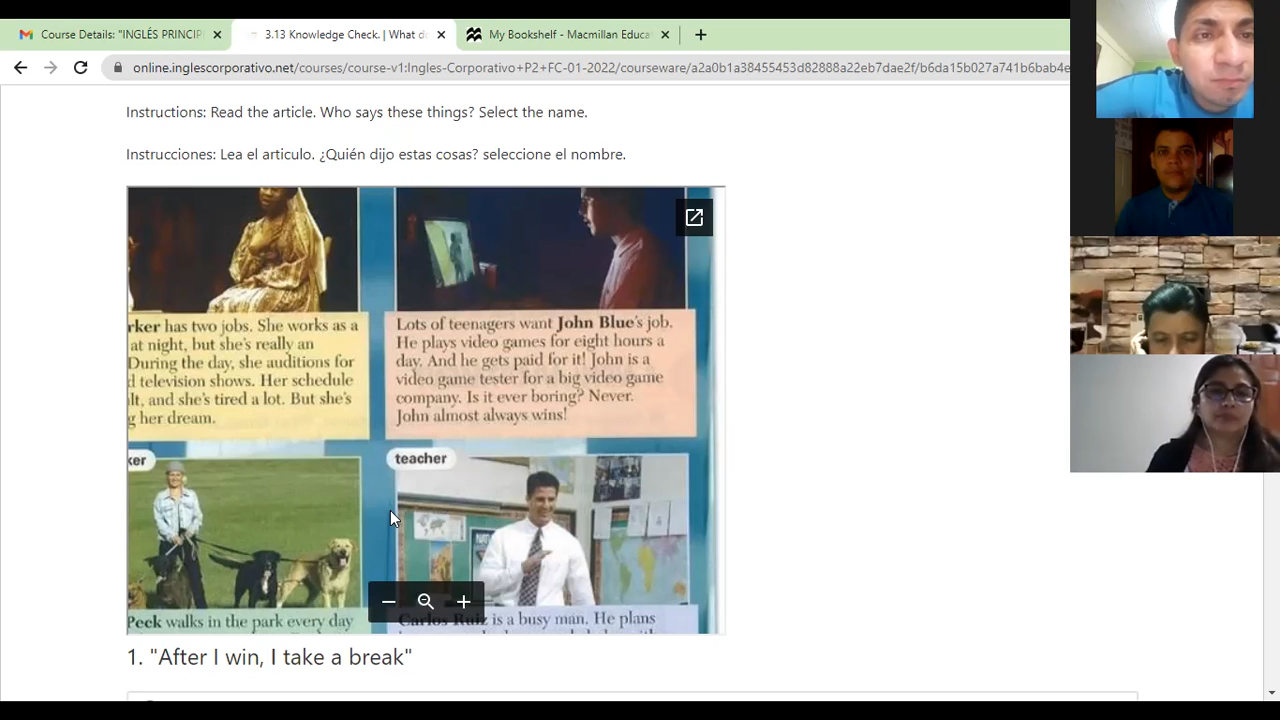 Course Details: "INGLÉS PRINCIP
3.13 Knowledge Check. | What do
My Bookshelf - Macmillan Educa
online.inglescorporativo.net/courses/course-v1:Ingles-Corporativo+P2+FC-01-2022/courseware/a2a0b1a38455453d82888a22eb7dae2f/b6da15b027a741b6bab4e
Instructions: Read the article. Who says these things? Select the name.
Instrucciones: Lea el articulo. ¿Quién dijo estas cosas? seleccione el nombre.
rker has two jobs. She works as a
at night, but she's really an
During the day, she auditions for
d television shows. Her schedule
lt, and she's tired a lot. But she's
g her dream.
Lots of teenagers want John Blue's job.
He plays video games for eight hours a
day. And he gets paid for it! John is a
video game tester for a big video game
company. Is it ever boring? Never.
John almost always wins!
ker
teacher
Peek walks in the park every day
Carlos Ruiz is a busy man. He plans
1. "After I win, I take a break"